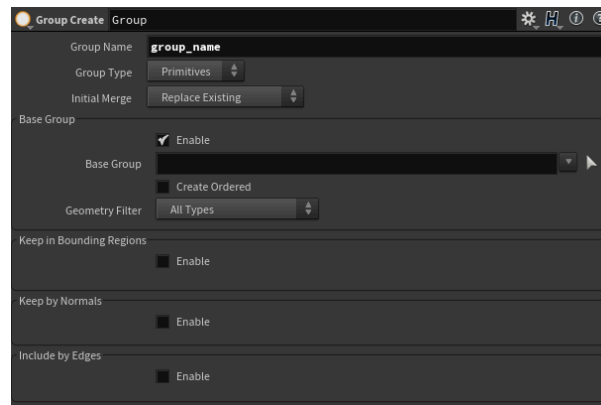 Group Create Group
Group Name group_name
Group Type Primitives
Initial Merge Replace Existing
Base Group
Enable
Base Group
Create Ordered
Geometry Filter All Types
Keep in Bounding Regions
Enable
Keep by Normals
Enable
Include by Edges
Enable